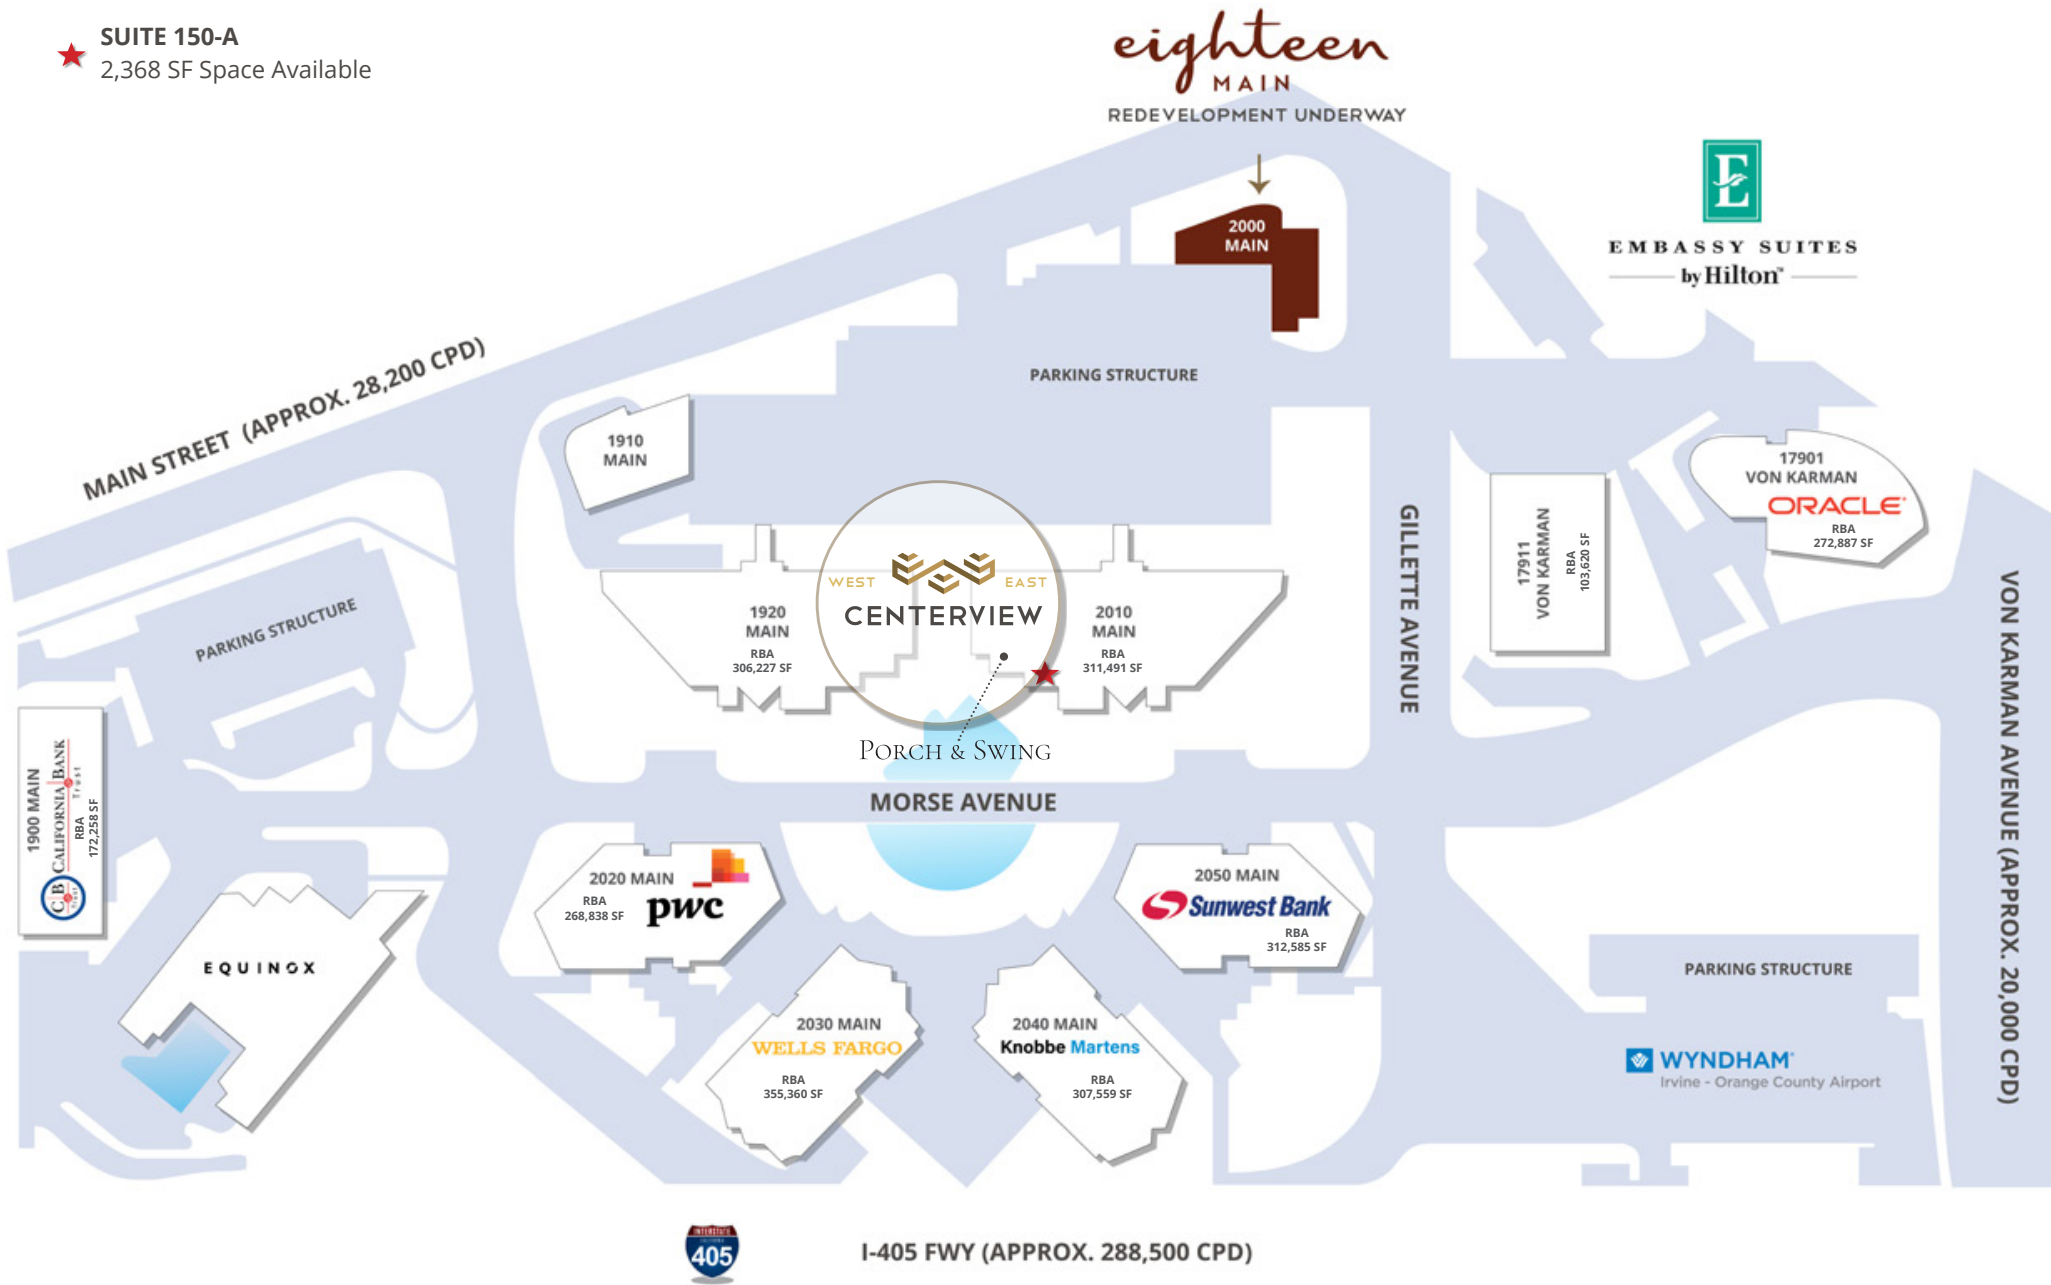 SUITE 150-A
2,368 SF Space Available
eighteen
MAIN
REDEVELOPMENT UNDERWAY
2000
MAIN
E
EMBASSY SUITES
by Hilton™
MAIN STREET (APPROX. 28,200 CPD)
PARKING STRUCTURE
1910
MAIN
17901
VON KARMAN
ORACLE
RBA
272,887 SF
17911
VON KARMAN
RBA
103,620 SF
GILLETTE AVENUE
VON KARMAN AVENUE (APPROX. 20,000 CPD)
PARKING STRUCTURE
WEST
EAST
CENTERVIEW
1920
MAIN
RBA
306,227 SF
2010
MAIN
RBA
311,491 SF
PORCH & SWING
MORSE AVENUE
1900 MAIN
CALIFORNIA BANK
Trust
CB
RBA
172,258 SF
EQUINOX
2020 MAIN
RBA
268,838 SF
pwc
2050 MAIN
Sunwest Bank
RBA
312,585 SF
2030 MAIN
WELLS FARGO
RBA
355,360 SF
2040 MAIN
Knobbe Martens
RBA
307,559 SF
PARKING STRUCTURE
WYNDHAM
Irvine - Orange County Airport
INTERSTATE
CALIFORNIA
405
I-405 FWY (APPROX. 288,500 CPD)